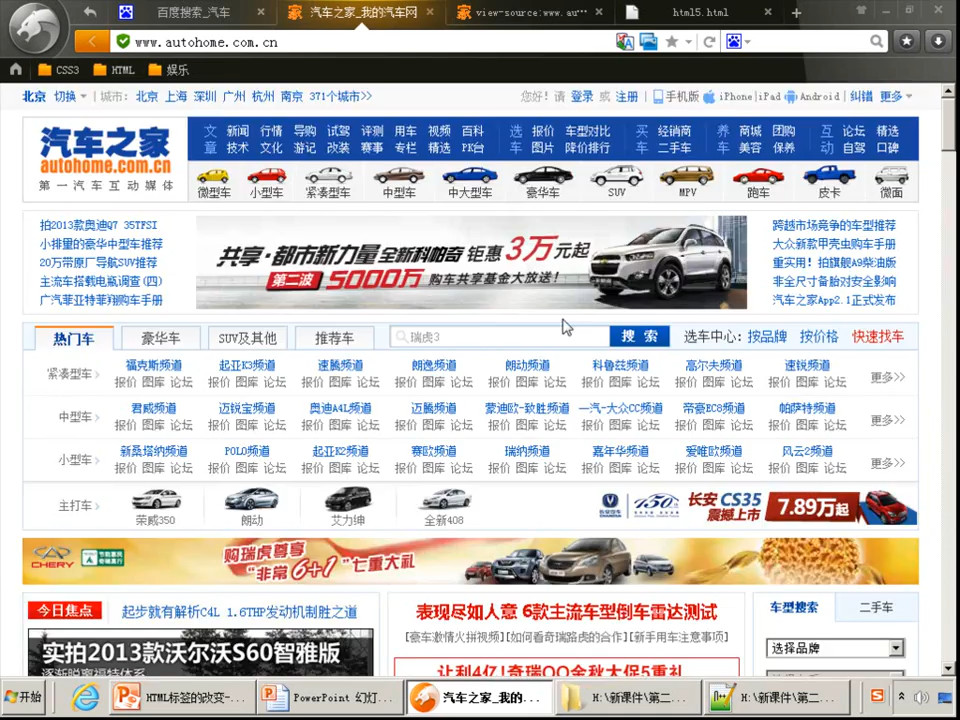 百度搜索_汽车
汽车之家_我的汽车网
view-source:www.au…
html5.html
www.autohome.com.cn
CSS3 HTML 娱乐
北京 切换 | 城市: 北京 上海 深圳 广州 杭州 南京 371个城市>>
您好! 请 登录 或 注册 | 手机版 iPhone|iPad Android | 纠错 更多
汽车之家
autohome.com.cn
第一汽车互动媒体
文章 新闻 行情 导购 试驾 评测 用车 视频 百科
技术 文化 游记 改装 赛事 专栏 精选 PK台
选车 报价 车型对比
图片 降价排行
买车 经销商
二手车
养车 商城 团购
美容 保养
互动 论坛 精选
自驾 口碑
微型车 小型车 紧凑型车 中型车 中大型车 豪华车 SUV MPV 跑车 皮卡 微面
拍2013款奥迪Q7 35TFSI
小排量的豪华中型车推荐
20万带原厂导航SUV推荐
主流车搭载电氪调查(四)
广汽菲亚特菲翔购车手册
共享·都市新力量 全新科帕奇 钜惠3万元起
第二波 5000万 购车共享基金大放送!
跨越市场竞争的车型推荐
大众新款甲壳虫购车手册
重实用! 拍旗舰A9柴油版
非全尺寸备胎对安全影响
汽车之家App2.1正式发布
热门车 豪华车 SUV及其他 推荐车 瑞虎3 搜 索 选车中心: 按品牌 按价格 快速找车
紧凑型车 福克斯频道 起亚K3频道 速腾频道 朗逸频道 朗动频道 科鲁兹频道 高尔夫频道 速锐频道
报价 图库 论坛 报价 图库 论坛 报价 图库 论坛 报价 图库 论坛 报价 图库 论坛 报价 图库 论坛 报价 图库 论坛 报价 图库 论坛 更多>>
中型车 君威频道 迈锐宝频道 奥迪A4L频道 迈腾频道 蒙迪欧-致胜频道 一汽-大众CC频道 帝豪EC8频道 帕萨特频道
报价 图库 论坛 报价 图库 论坛 报价 图库 论坛 报价 图库 论坛 报价 图库 论坛 报价 图库 论坛 报价 图库 论坛 报价 图库 论坛 更多>>
小型车 新桑塔纳频道 POLO频道 起亚K2频道 赛欧频道 瑞纳频道 嘉年华频道 爱唯欧频道 风云2频道
报价 图库 论坛 报价 图库 论坛 报价 图库 论坛 报价 图库 论坛 报价 图库 论坛 报价 图库 论坛 报价 图库 论坛 报价 图库 论坛 更多>>
主打车 荣威350 朗动 艾力绅 全新408
长安汽车 150 长安 CS35 震撼上市 7.89万起
CHERY 购瑞虎尊享 “非常6+1”七重大礼
今日焦点 起步就有解析C4L 1.6THP发动机制胜之道
实拍2013款沃尔沃S60智雅版
逐渐脱离福特体系
表现尽如人意 6款主流车型倒车雷达测试
[豪车激情火拼视频][如何看奇瑞路虎的合作][新手用车注意事项]
让利4亿!奇瑞QQ金秋大庆5重礼
车型搜索 二手车
选择品牌
开始 HTML标签的改变-... PowerPoint 幻灯... 汽车之家_我的... H:\新课件\第二... H:\新课件\第二...